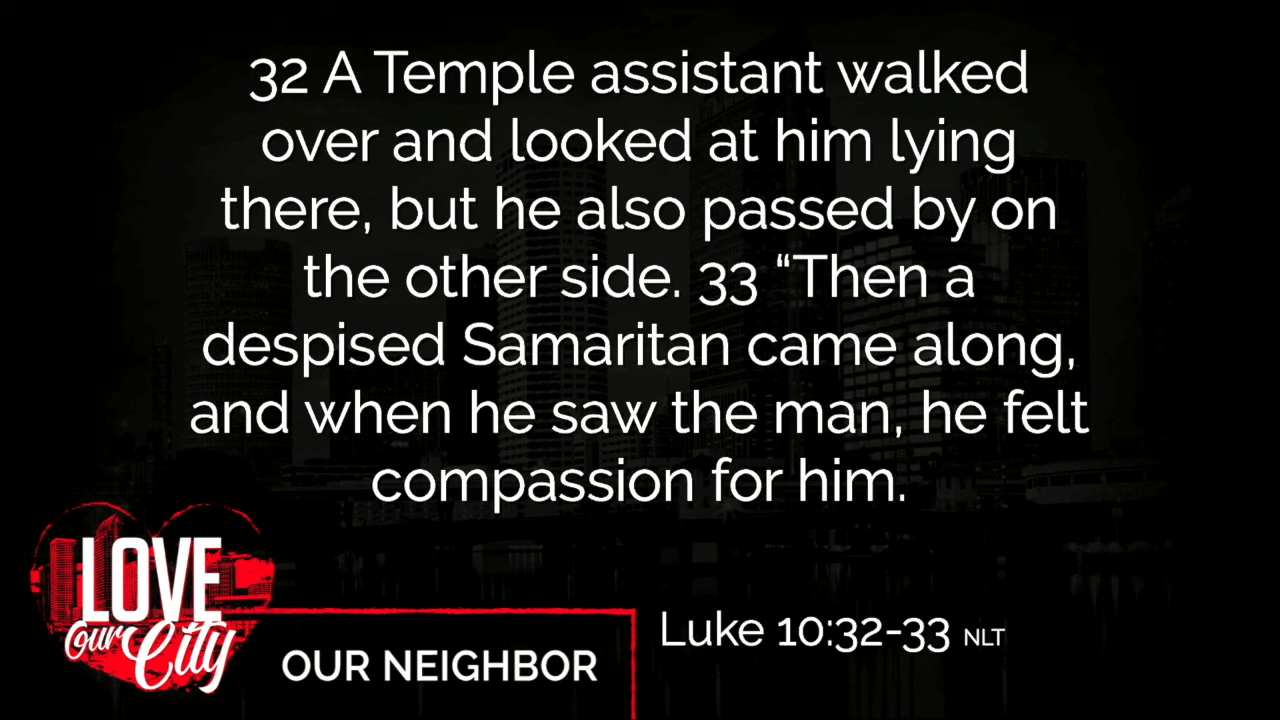 32 A Temple assistant walked
over and looked at him lying
there, but he also passed by on
the other side. 33 “Then a
despised Samaritan came along,
and when he saw the man, he felt
compassion for him.
LOVE
Our City
OUR NEIGHBOR
Luke 10:32-33 NLT